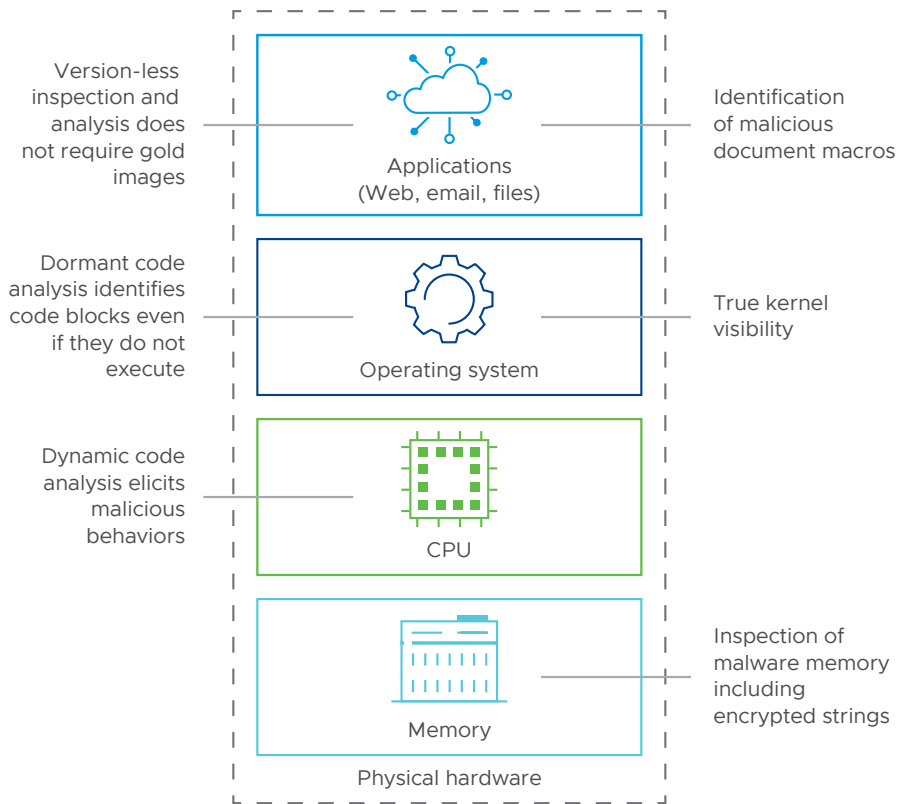 Version-less
inspection and
analysis does
not require gold
images
Applications
(Web, email, files)
Identification
of malicious
document macros
Dormant code
analysis identifies
code blocks even
if they do not
execute
Operating system
True kernel
visibility
Dynamic code
analysis elicits
malicious
behaviors
CPU
Memory
Inspection of
malware memory
including
encrypted strings
Physical hardware